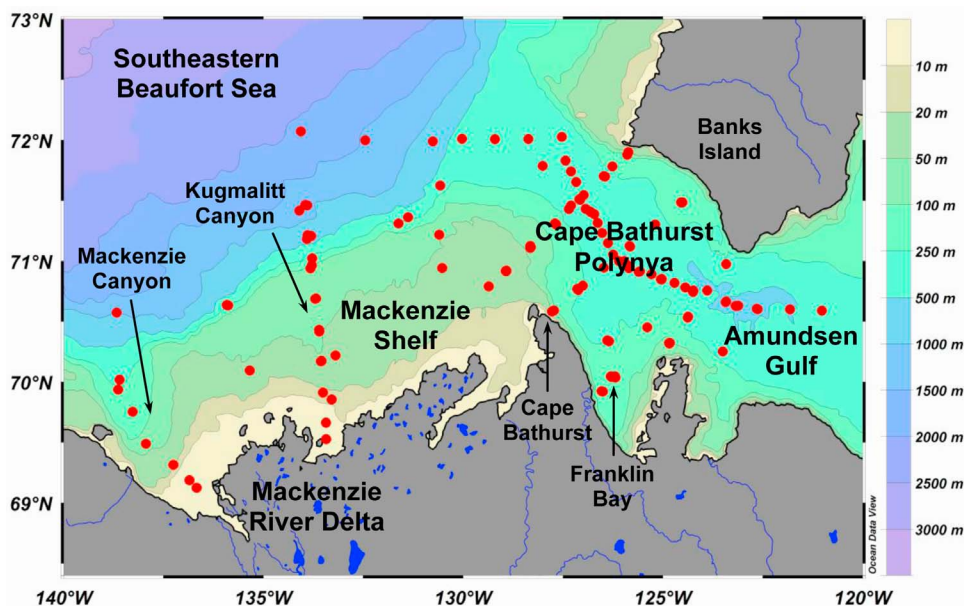 73°N
Southeastern
Beaufort Sea
10 m
20 m
72°N
Banks
Island
50 m
Kugmalitt
Canyon
100 m
Mackenzie
Canyon
Cape Bathurst
Polynya
250 m
71°N
500 m
Mackenzie
Shelf
Amundsen
Gulf
1000 m
1500 m
70°N
Cape
Bathurst
2000 m
Franklin
Bay
2500 m
Mackenzie
River Delta
69°N
3000 m
Ocean Data View
140°W
135°W
130°W
125°W
120°W